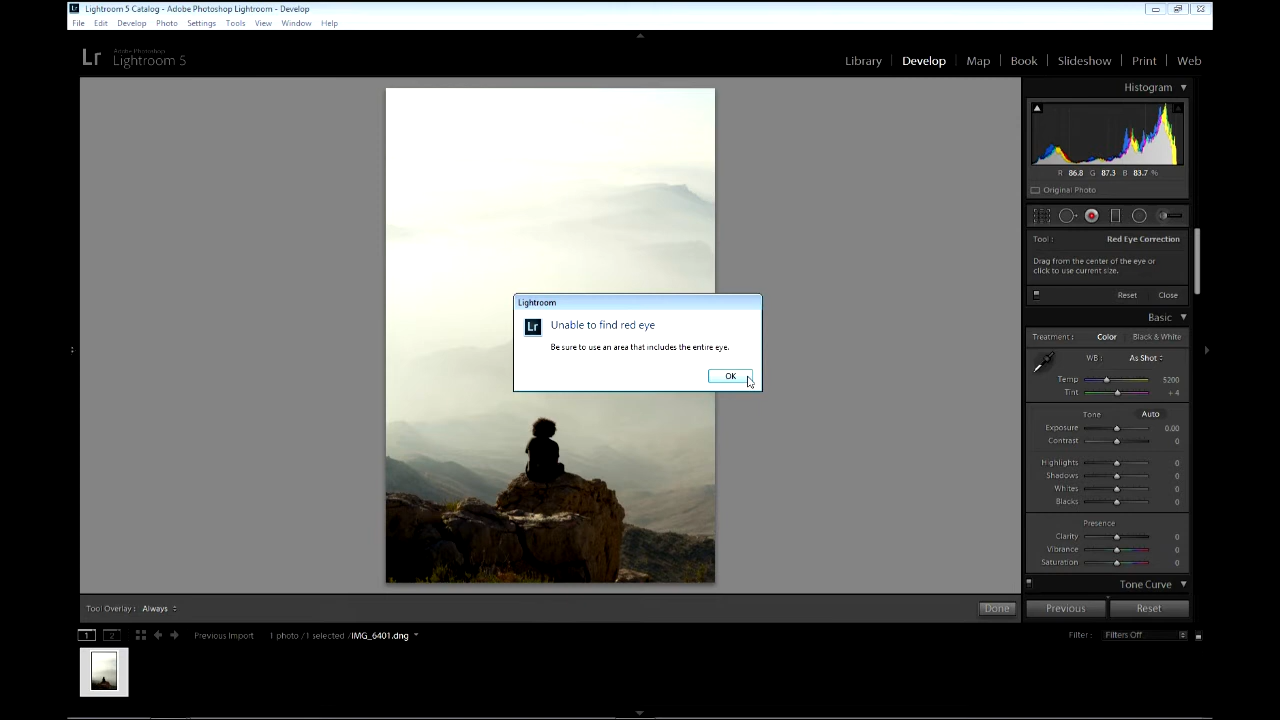 Lightroom 5 Catalog - Adobe Photoshop Lightroom - Develop
File Edit Develop Photo Settings Tools View Window Help
Lr Adobe Photoshop
Lightroom 5
Library Develop Map Book Slideshow Print Web
Histogram
R 86.8 G 87.3 B 83.7 %
Original Photo
Tool : Red Eye Correction
Drag from the center of the eye or
click to use current size.
Reset Close
Basic
Treatment : Color Black & White
WB : As Shot
Temp 5200
Tint + 4
Tone Auto
Exposure 0.00
Contrast 0
Highlights 0
Shadows 0
Whites 0
Blacks 0
Presence
Clarity 0
Vibrance 0
Saturation 0
Tone Curve
Previous Reset
Lightroom
Lr Unable to find red eye
Be sure to use an area that includes the entire eye.
OK
Tool Overlay : Always Done
1 2 Previous Import 1 photo / 1 selected / IMG_6401.dng Filter : Filters Off